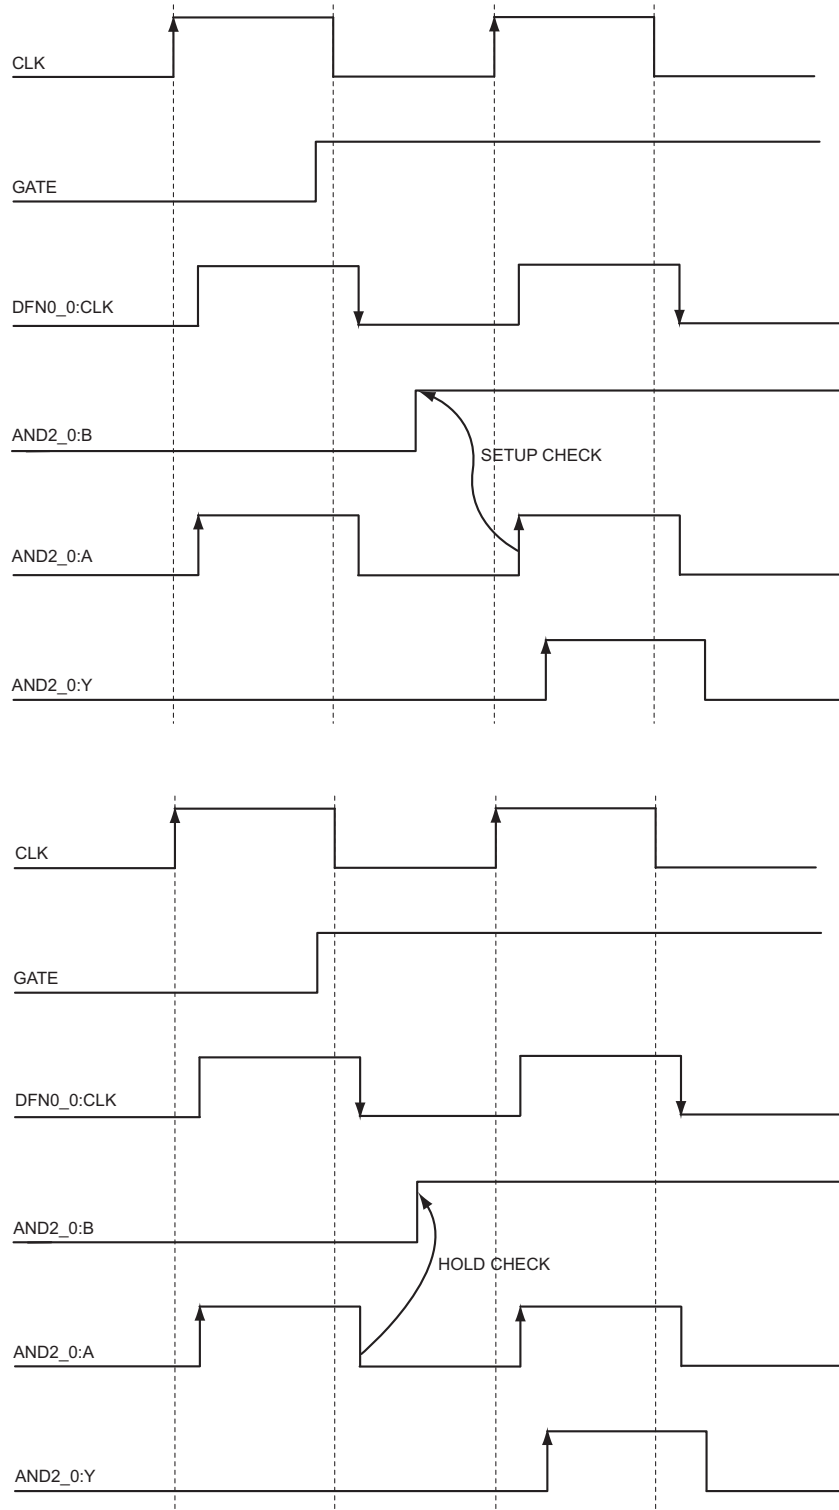 CLK
GATE
DFN0_0:CLK
AND2_0:B
SETUP CHECK
AND2_0:A
AND2_0:Y
CLK
GATE
DFN0_0:CLK
AND2_0:B
HOLD CHECK
AND2_0:A
AND2_0:Y